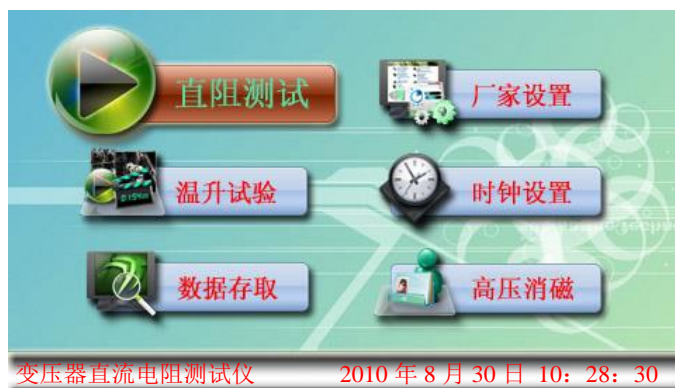 直阻测试
厂家设置
温升试验
时钟设置
数据存取
高压消磁
变压器直流电阻测试仪 2010 年 8 月 30 日 10：28：30